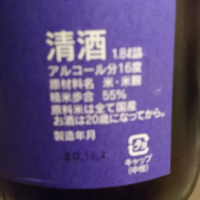 清酒 1.8ℓ詰
アルコール分16度
原材料名 米・米麹
精米歩合 55%
原料米は全て国産
お酒は20歳になってから。
製造年月
キャップ